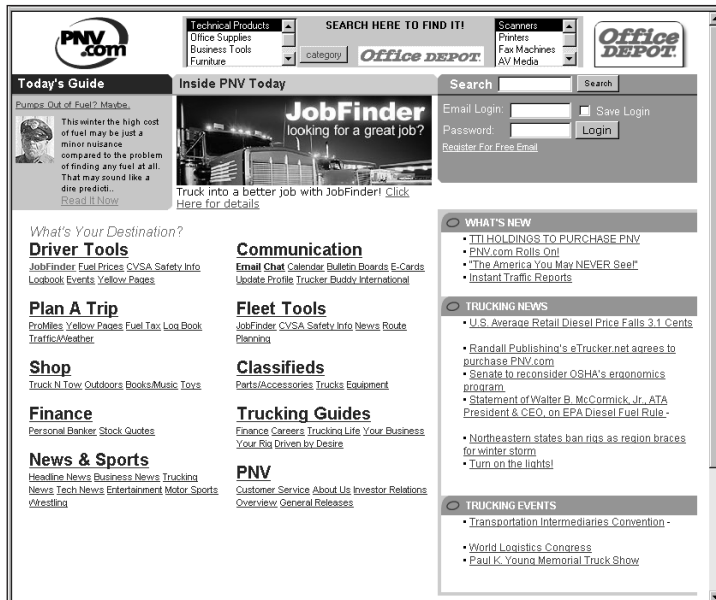 PNV
.com
Technical Products
Office Supplies
Business Tools
Furniture
SEARCH HERE TO FIND IT!
category
Office DEPOT.
Scanners
Printers
Fax Machines
AV Media
Office
DEPOT.
Today's Guide
Pumps Out of Fuel? Maybe.
This winter the high cost
of fuel may be just a
minor nuisance
compared to the problem
of finding any fuel at all.
That may sound like a
dire predicti..
Read It Now
Inside PNV Today
JobFinder
looking for a great job?
Truck into a better job with JobFinder! Click
Here for details
Search
Search
Email Login:
Save Login
Password:
Login
Register For Free Email
What's Your Destination?
Driver Tools
JobFinder Fuel Prices CVSA Safety Info
Logbook Events Yellow Pages
Communication
Email Chat Calendar Bulletin Boards E-Cards
Update Profile Trucker Buddy International
Plan A Trip
ProMiles Yellow Pages Fuel Tax Log Book
Traffic/Weather
Fleet Tools
JobFinder CVSA Safety Info News Route
Planning
Shop
Truck N Tow Outdoors Books/Music Toys
Classifieds
Parts/Accessories Trucks Equipment
Finance
Personal Banker Stock Quotes
Trucking Guides
Finance Careers Trucking Life Your Business
Your Rig Driven by Desire
News & Sports
Headline News Business News Trucking
News Tech News Entertainment Motor Sports
Wrestling
PNV
Customer Service About Us Investor Relations
Overview General Releases
WHAT'S NEW
▪ TTI HOLDINGS TO PURCHASE PNV
▪ PNV.com Rolls On!
▪ "The America You May NEVER See!"
▪ Instant Traffic Reports
TRUCKING NEWS
▪ U.S. Average Retail Diesel Price Falls 3.1 Cents
▪ Randall Publishing's eTrucker.net agrees to
purchase PNV.com
▪ Senate to reconsider OSHA's ergonomics
program
▪ Statement of Walter B. McCormick, Jr., ATA
President & CEO, on EPA Diesel Fuel Rule -
▪ Northeastern states ban rigs as region braces
for winter storm
▪ Turn on the lights!
TRUCKING EVENTS
▪ Transportation Intermediaries Convention -
▪ World Logistics Congress
▪ Paul K. Young Memorial Truck Show